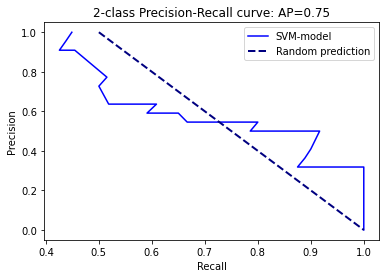 2-class Precision-Recall curve: AP=0.75
SVM-model
Random prediction
Precision
1.0
0.8
0.6
0.4
0.2
0.0
0.4 0.5 0.6 0.7 0.8 0.9 1.0
Recall